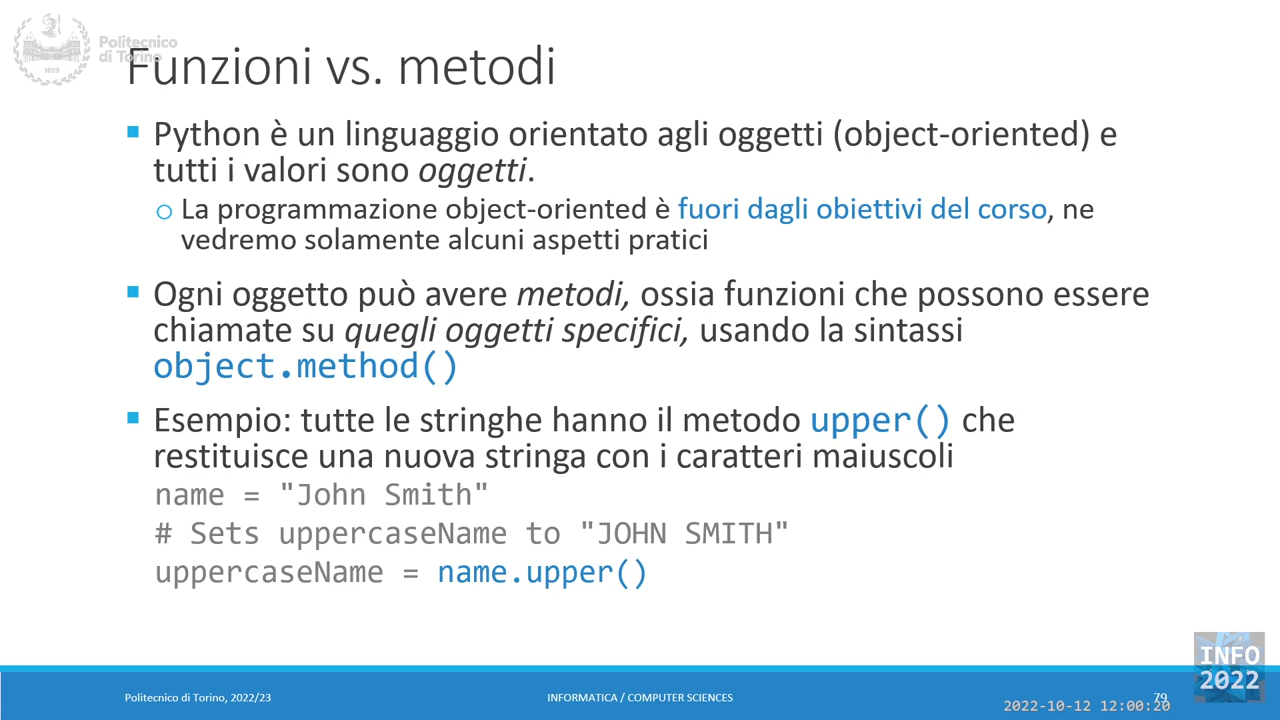 Politecnico
di Torino
1859
Funzioni vs. metodi
Python è un linguaggio orientato agli oggetti (object-oriented) e
tutti i valori sono oggetti.
La programmazione object-oriented è fuori dagli obiettivi del corso, ne
vedremo solamente alcuni aspetti pratici
Ogni oggetto può avere metodi, ossia funzioni che possono essere
chiamate su quegli oggetti specifici, usando la sintassi
object.method()
Esempio: tutte le stringhe hanno il metodo upper() che
restituisce una nuova stringa con i caratteri maiuscoli
name = "John Smith"
# Sets uppercaseName to "JOHN SMITH"
uppercaseName = name.upper()
INFO
2022
Politecnico di Torino, 2022/23
INFORMATICA / COMPUTER SCIENCES
79
2022-10-12 12:00:20